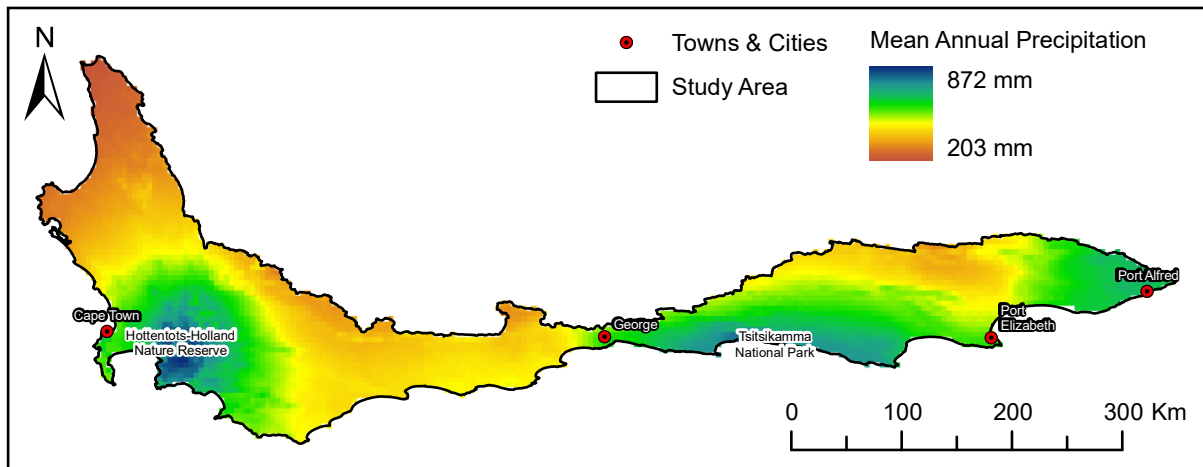 N
Towns & Cities
Study Area
Mean Annual Precipitation
872 mm
203 mm
Cape Town
Hottentots-Holland
Nature Reserve
George
Tsitsikamma
National Park
Port
Elizabeth
Port Alfred
0 100 200 300 Km